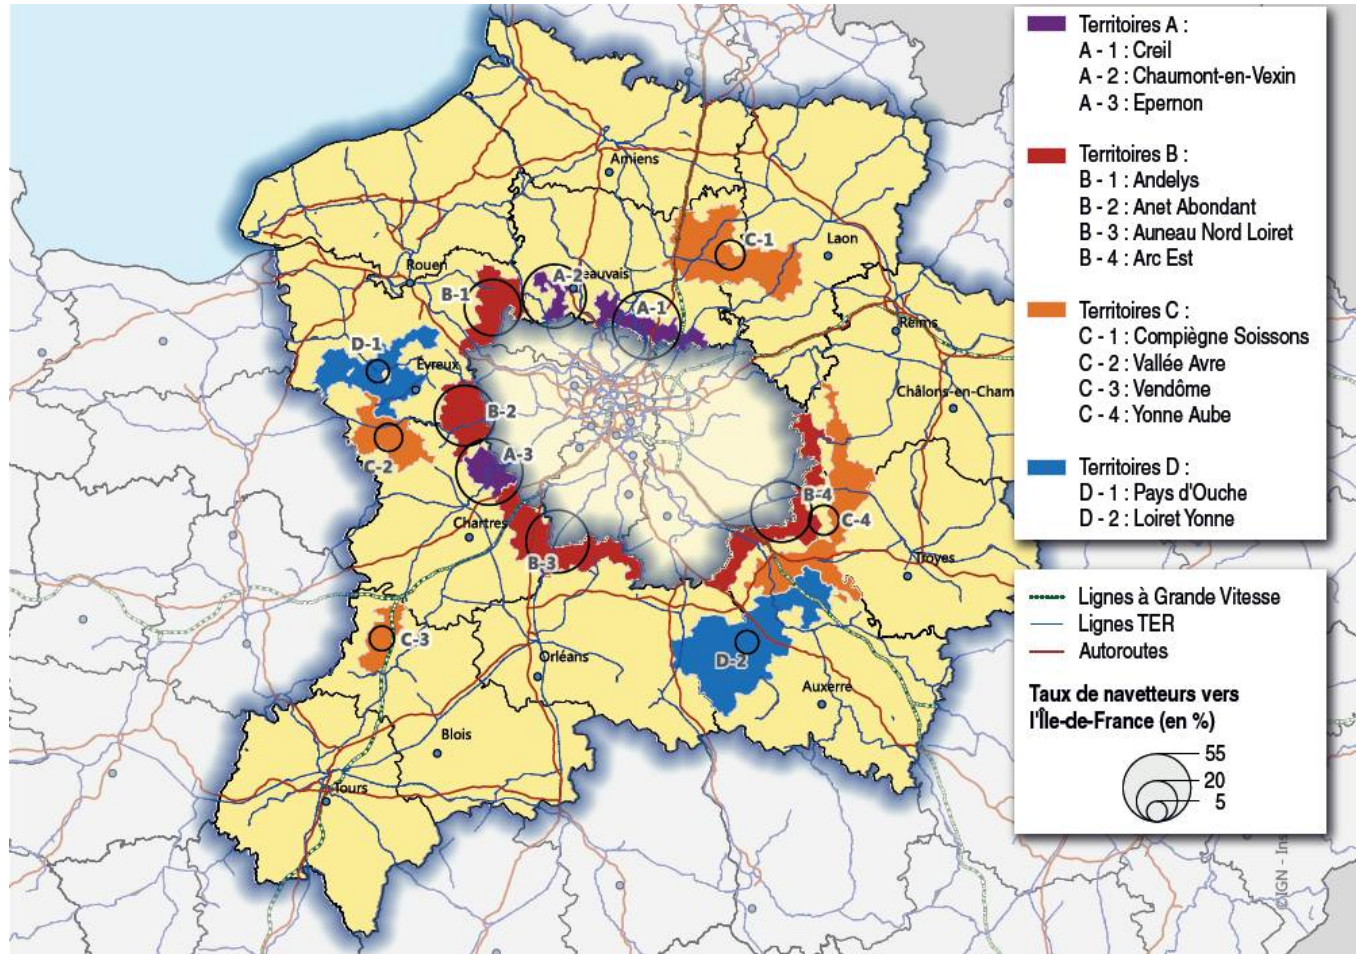 Territoires A :
A - 1 : Creil
A - 2 : Chaumont-en-Vexin
A - 3 : Epernon
Territoires B :
B - 1 : Andelys
B - 2 : Anet Abondant
B - 3 : Auneau Nord Loiret
B - 4 : Arc Est
Territoires C :
C - 1 : Compiègne Soissons
C - 2 : Vallée Avre
C - 3 : Vendôme
C - 4 : Yonne Aube
Territoires D :
D - 1 : Pays d'Ouche
D - 2 : Loiret Yonne
Lignes à Grande Vitesse
Lignes TER
Autoroutes
Taux de navetteurs vers
l'Île-de-France (en %)
55
20
5
Amiens
C-1
Laon
Rouen
A-2
eauvais
B-1
A-1
Reims
D-1
Evreux
Châlons-en-Cham
B-2
A-3
C-2
B-4
C-4
Chartres
B-3
Troyes
C-3
Orléans
D-2
Auxerre
Blois
Tours
©IGN - Ins